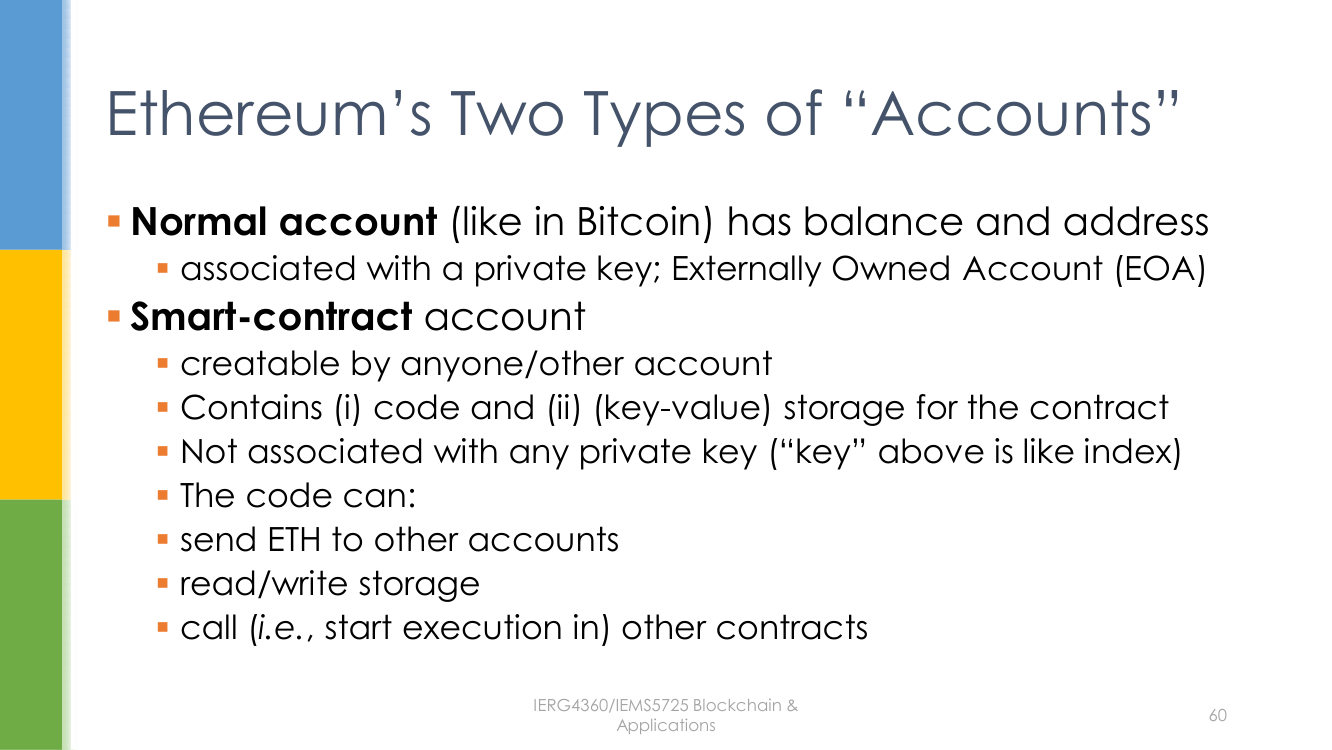 Ethereum’s Two Types of “Accounts”
▪ Normal account (like in Bitcoin) has balance and address
▪ associated with a private key; Externally Owned Account (EOA)
▪ Smart-contract account
▪ creatable by anyone/other account
▪ Contains (i) code and (ii) (key-value) storage for the contract
▪ Not associated with any private key (“key” above is like index)
▪ The code can:
▪ send ETH to other accounts
▪ read/write storage
▪ call (i.e., start execution in) other contracts
IERG4360/IEMS5725 Blockchain &
Applications
60